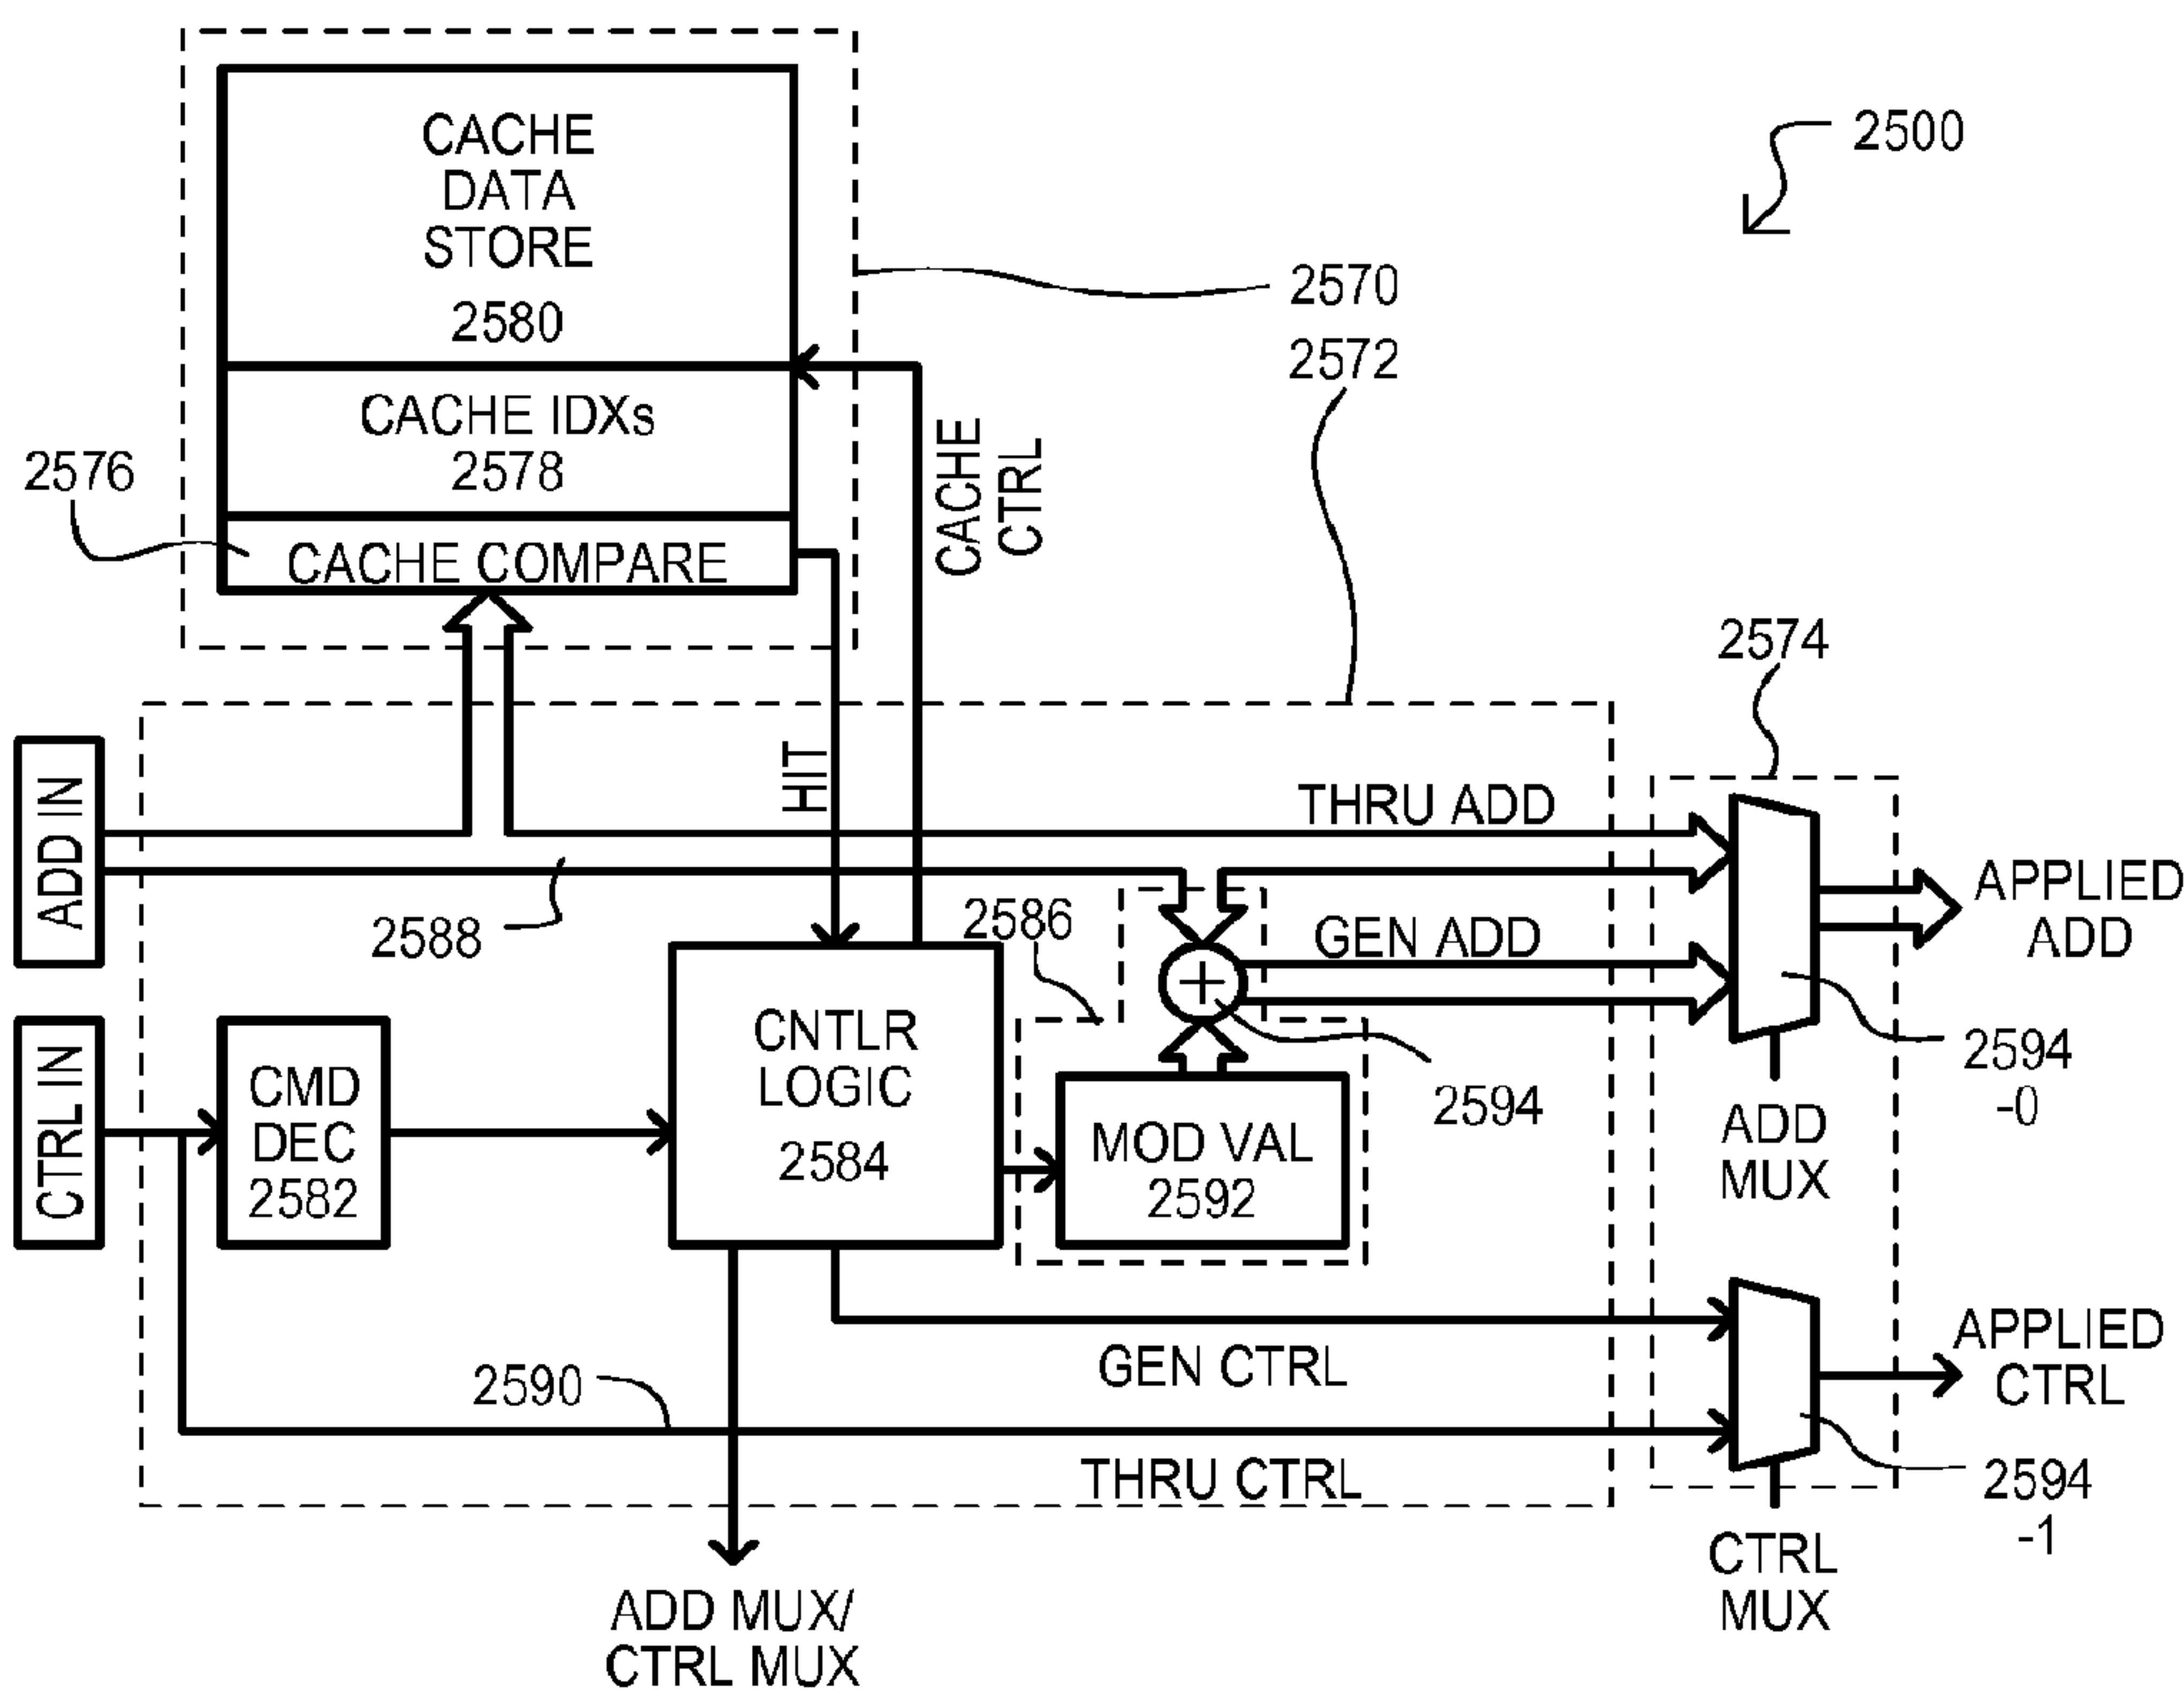 CACHE
DATA
STORE
2580
2500
2570
2572
CACHE IDXs
2578
2576
CACHE COMPARE
CACHE
CTRL
2574
HIT
THRU ADD
ADD IN
2588
2586
GEN ADD
APPLIED
ADD
CTRL IN
CMD
DEC
2582
CNTLR
LOGIC
2584
MOD VAL
2592
2594
2594
-0
ADD
MUX
2590
GEN CTRL
THRU CTRL
APPLIED
CTRL
2594
-1
CTRL
MUX
ADD MUX/
CTRL MUX